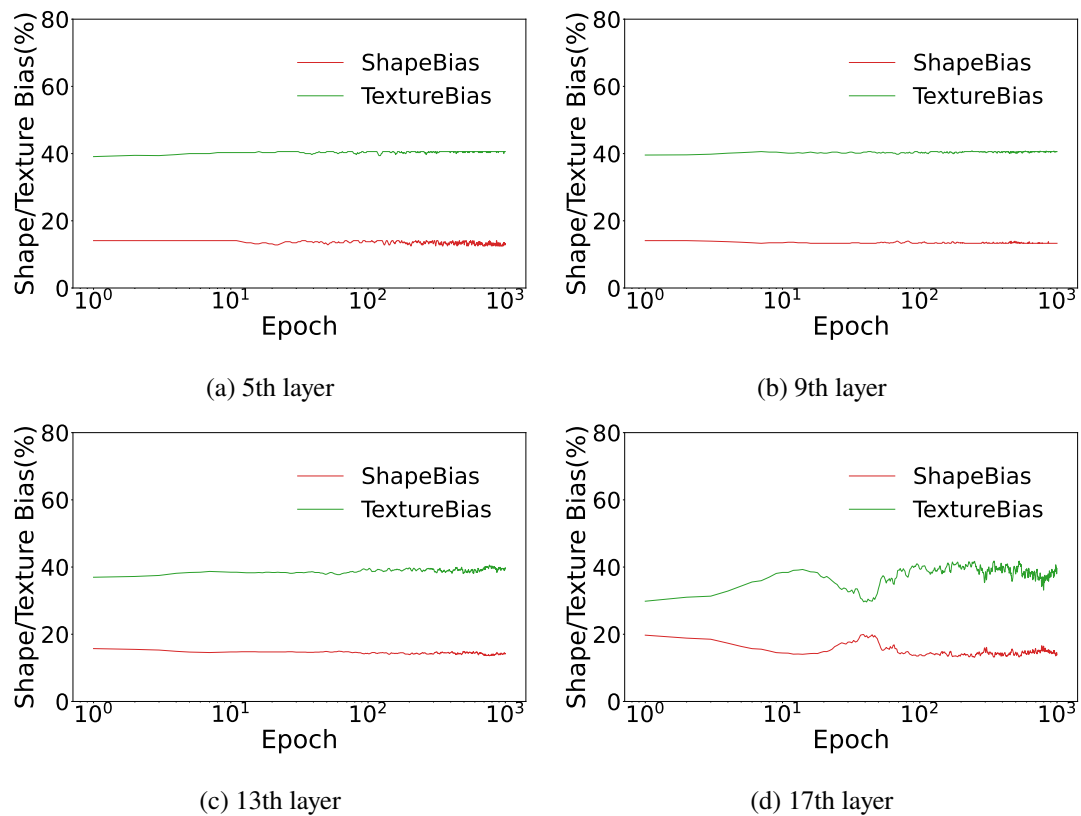 Shape/Texture Bias(%)
80
60
40
20
0
ShapeBias
TextureBias
10⁰ 10¹ 10² 10³
Epoch
(a) 5th layer
Shape/Texture Bias(%)
80
60
40
20
0
ShapeBias
TextureBias
10⁰ 10¹ 10² 10³
Epoch
(b) 9th layer
Shape/Texture Bias(%)
80
60
40
20
0
ShapeBias
TextureBias
10⁰ 10¹ 10² 10³
Epoch
(c) 13th layer
Shape/Texture Bias(%)
80
60
40
20
0
ShapeBias
TextureBias
10⁰ 10¹ 10² 10³
Epoch
(d) 17th layer